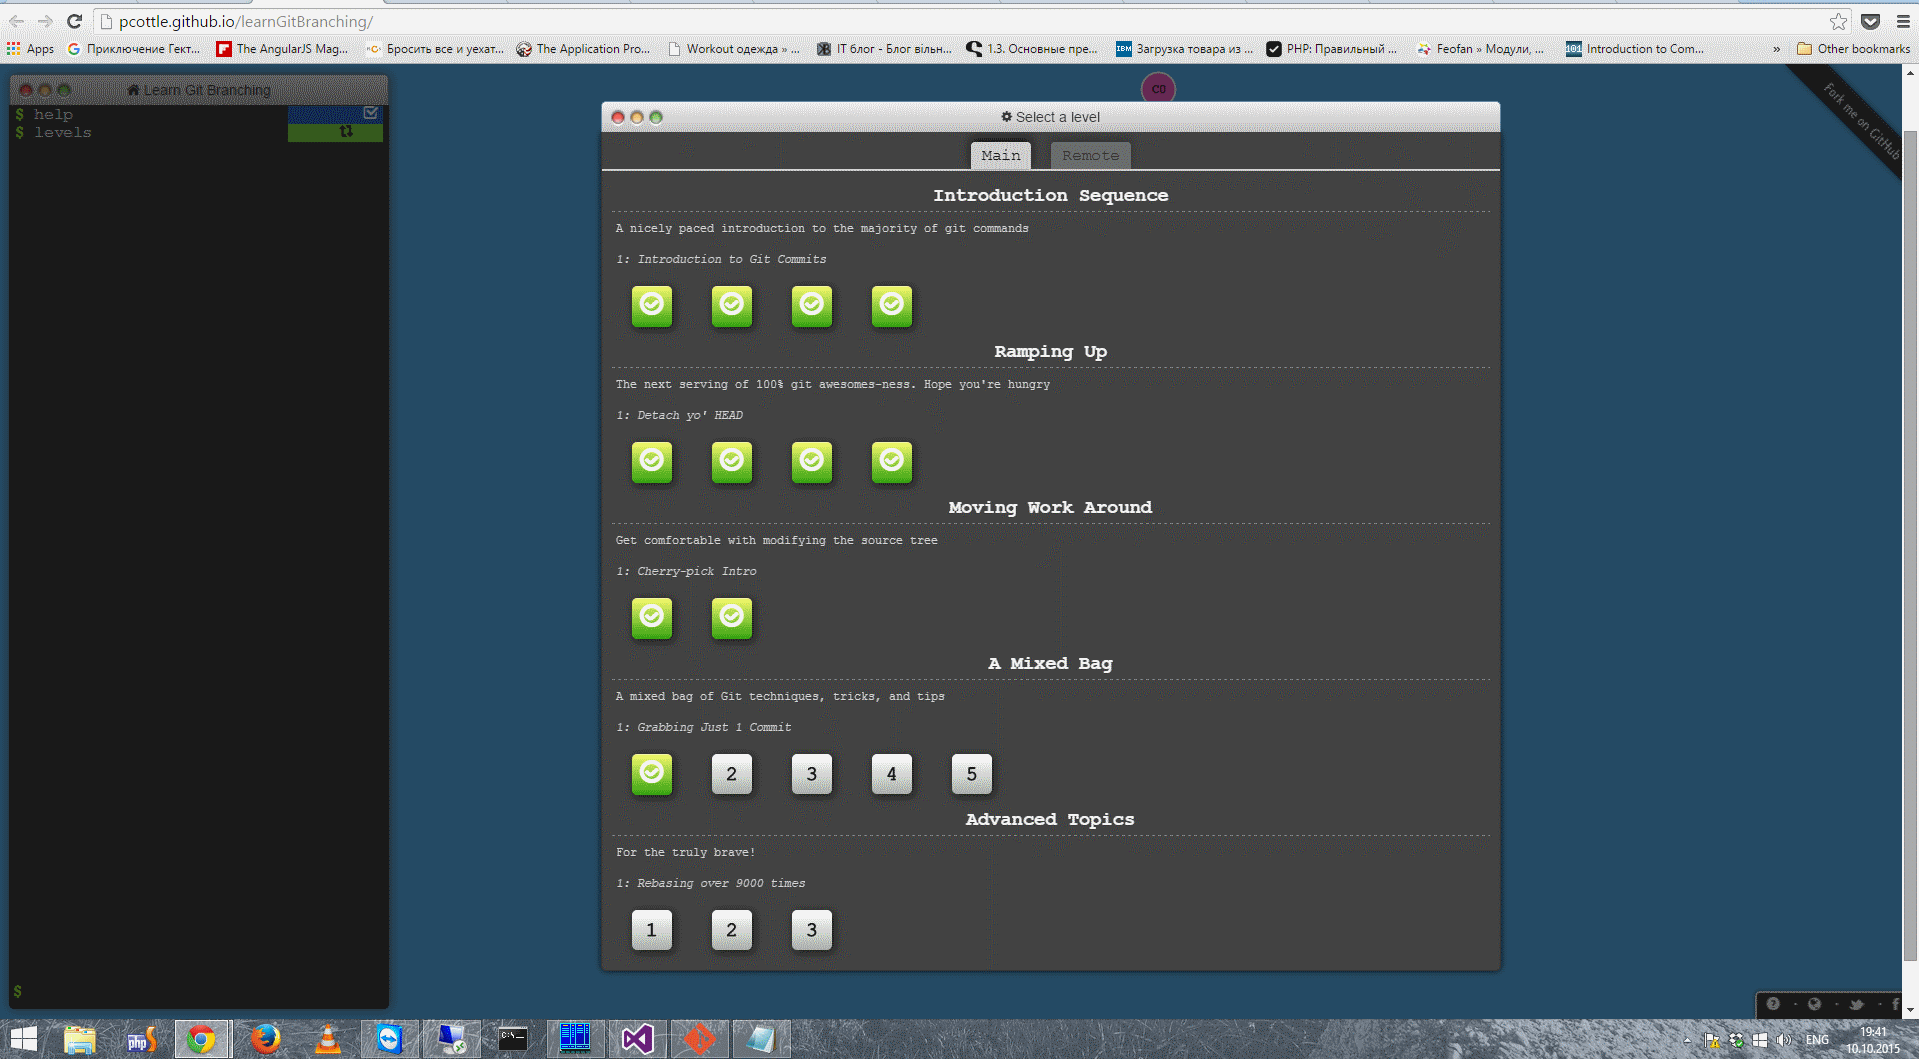 pcottle.github.io/learnGitBranching/
Apps
Приключение Гект...
The AngularJS Mag...
Бросить все и уехат...
The Application Pro...
Workout одежда » ...
IT блог - Блог вільн...
1.3. Основные пре...
Загрузка товара из ...
PHP: Правильный ...
Feofan » Модули, ...
Introduction to Com...
»
Other bookmarks
Learn Git Branching
$ help
$ levels
$
C0
Fork me on GitHub
Select a level
Main
Remote
Introduction Sequence
A nicely paced introduction to the majority of git commands
1: Introduction to Git Commits
Ramping Up
The next serving of 100% git awesomes-ness. Hope you're hungry
1: Detach yo' HEAD
Moving Work Around
Get comfortable with modifying the source tree
1: Cherry-pick Intro
A Mixed Bag
A mixed bag of Git techniques, tricks, and tips
1: Grabbing Just 1 Commit
2 3 4 5
Advanced Topics
For the truly brave!
1: Rebasing over 9000 times
1 2 3
php
ENG
19:41
10.10.2015